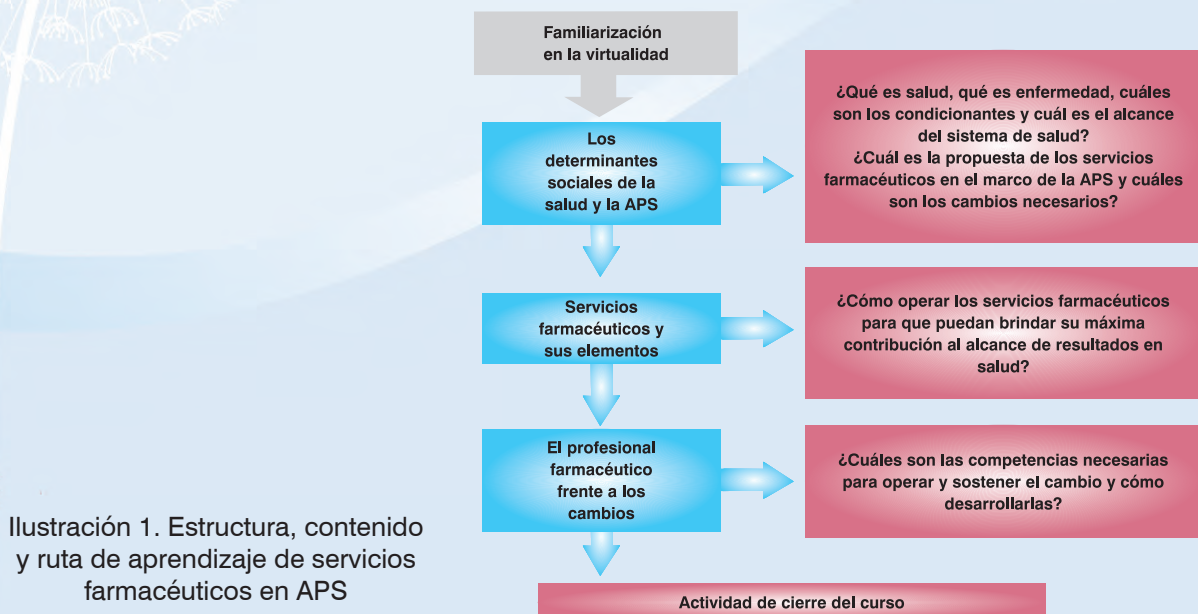 Familiarización
en la virtualidad
Los
determinantes
sociales de la
salud y la APS
¿Qué es salud, qué es enfermedad, cuáles
son los condicionantes y cuál es el alcance
del sistema de salud?
¿Cuál es la propuesta de los servicios
farmacéuticos en el marco de la APS y cuáles
son los cambios necesarios?
Servicios
farmacéuticos y
sus elementos
¿Cómo operar los servicios farmacéuticos
para que puedan brindar su máxima
contribución al alcance de resultados en
salud?
El profesional
farmacéutico
frente a los
cambios
¿Cuáles son las competencias necesarias
para operar y sostener el cambio y cómo
desarrollarlas?
Actividad de cierre del curso
Ilustración 1. Estructura, contenido
y ruta de aprendizaje de servicios
farmacéuticos en APS